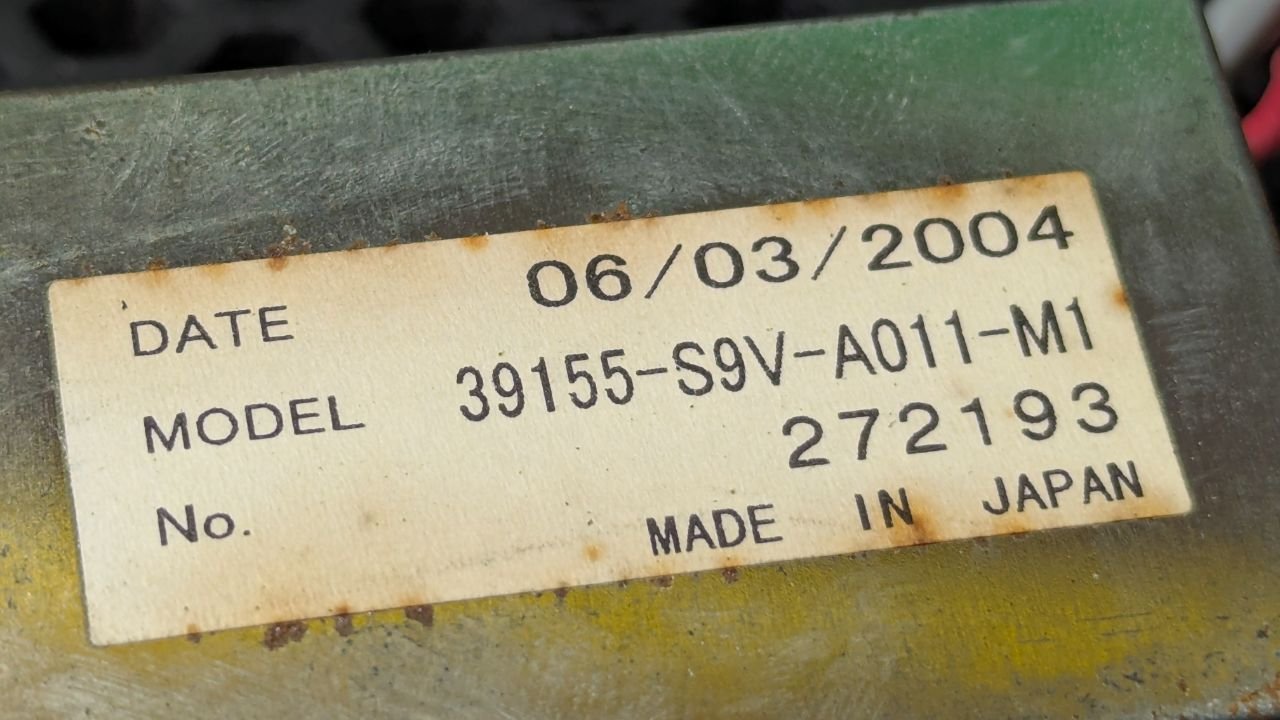 DATE 06/03/2004
MODEL 39155-S9V-A011-M1
No. 272193
MADE IN JAPAN